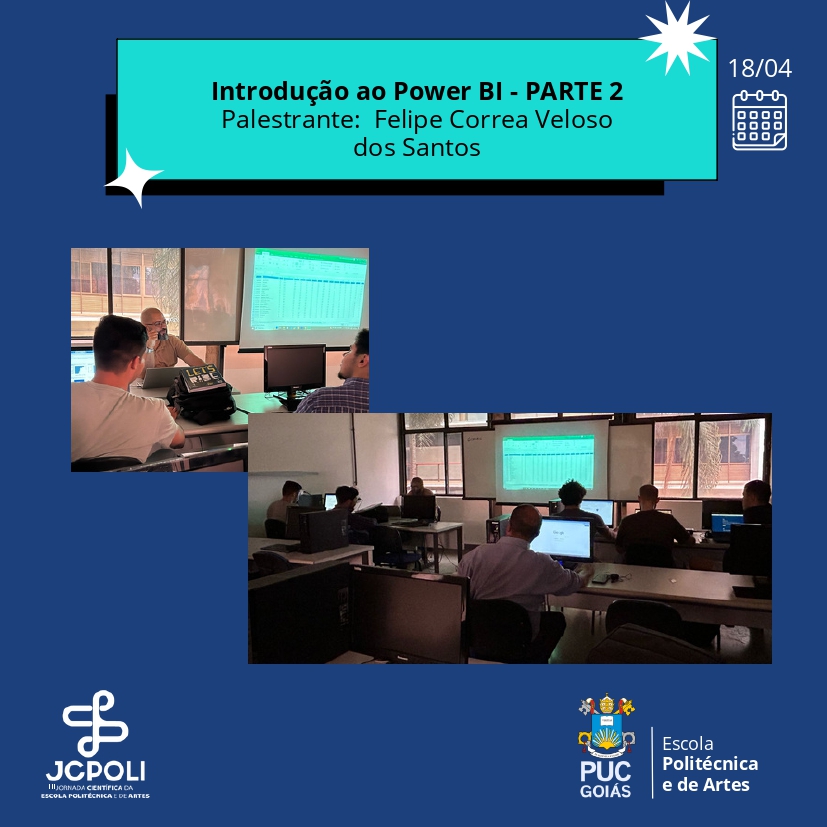 18/04
Introdução ao Power BI - PARTE 2
Palestrante: Felipe Correa Veloso
dos Santos
JCPOLI
III JORNADA CIENTÍFICA DA
ESCOLA POLITÉCNICA E DE ARTES
PUC
GOIÁS
Escola
Politécnica
e de Artes